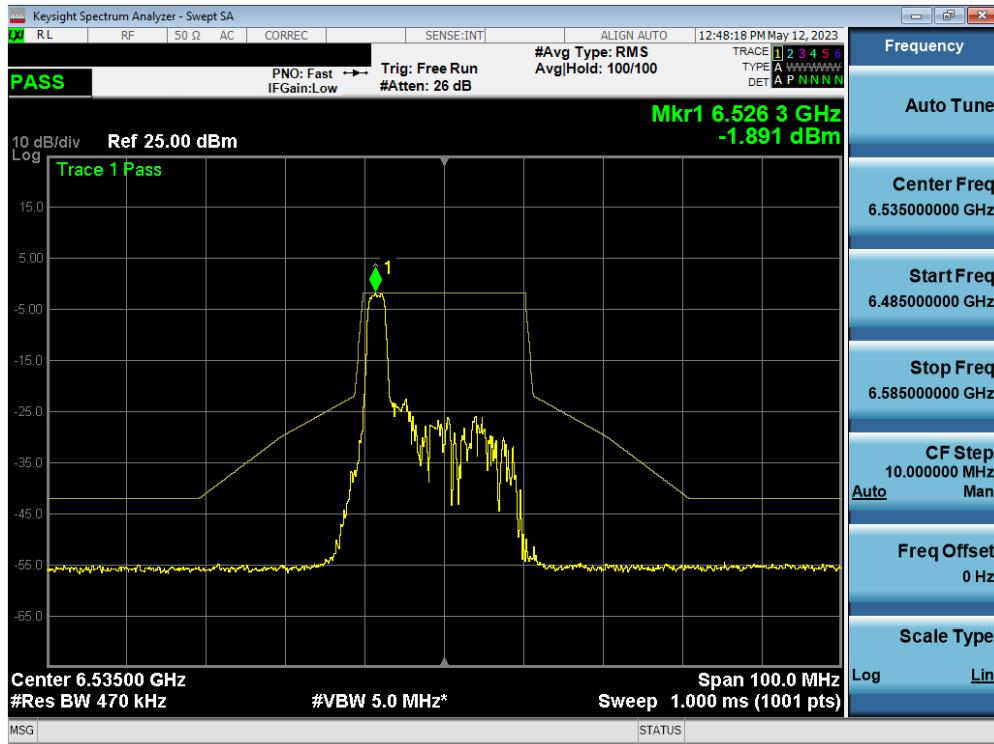 Keysight Spectrum Analyzer - Swept SA
LXI RL RF 50 Ω AC CORREC SENSE:INT ALIGN AUTO 12:48:18 PM May 12, 2023
PASS
PNO: Fast
IFGain:Low
Trig: Free Run
#Atten: 26 dB
#Avg Type: RMS
Avg|Hold: 100/100
TRACE 1 2 3 4 5 6
TYPE A WWWWW
DET A P N N N N
Mkr1 6.526 3 GHz
-1.891 dBm
10 dB/div Ref 25.00 dBm
Log
Trace 1 Pass
15.0
5.00
1
-5.00
-15.0
-25.0
-35.0
-45.0
-55.0
-65.0
Center 6.53500 GHz Span 100.0 MHz
#Res BW 470 kHz #VBW 5.0 MHz* Sweep 1.000 ms (1001 pts)
MSG STATUS
Frequency
Auto Tune
Center Freq
6.535000000 GHz
Start Freq
6.485000000 GHz
Stop Freq
6.585000000 GHz
CF Step
10.000000 MHz
Auto Man
Freq Offset
0 Hz
Scale Type
Log Lin